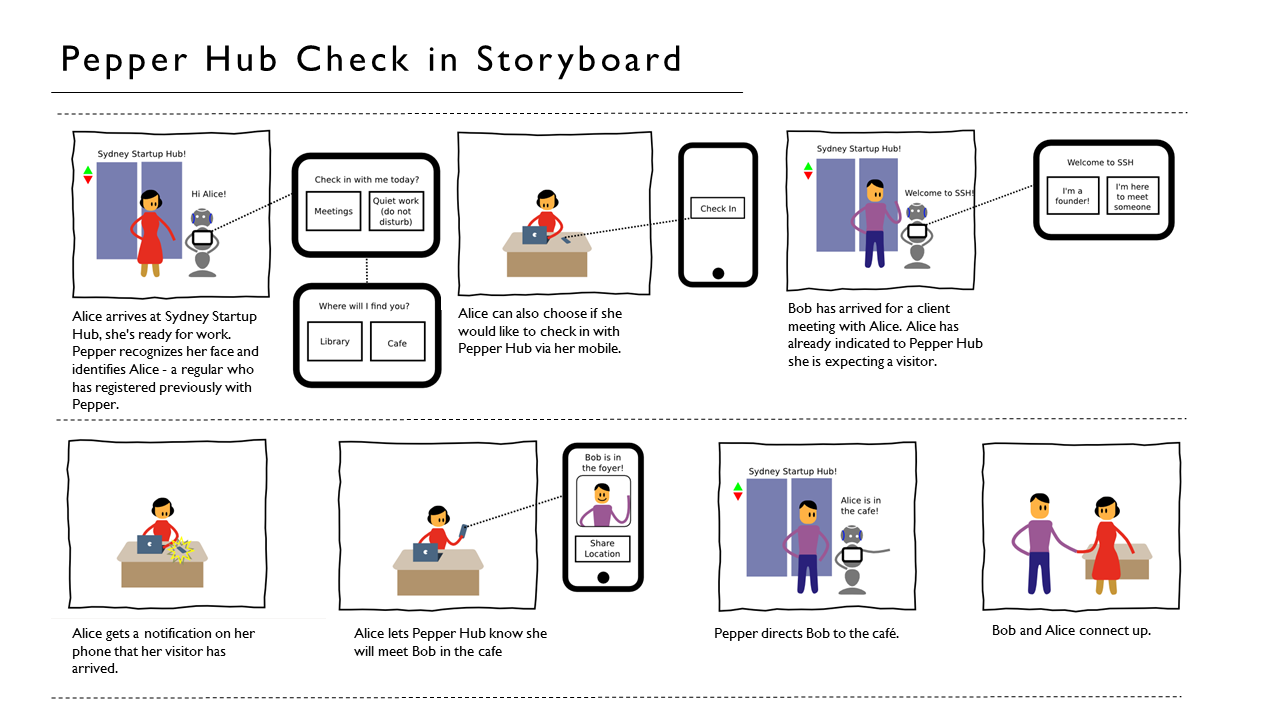 Pepper Hub Check in Storyboard
Sydney Startup Hub!
Hi Alice!
Check in with me today?
Meetings
Quiet work
(do not
disturb)
Where will I find you?
Library
Cafe
Alice arrives at Sydney Startup
Hub, she's ready for work.
Pepper recognizes her face and
identifies Alice - a regular who
has registered previously with
Pepper.
Check In
Alice can also choose if she
would like to check in with
Pepper Hub via her mobile.
Sydney Startup Hub!
Welcome to SSH!
Welcome to SSH
I'm a
founder!
I'm here
to meet
someone
Bob has arrived for a client
meeting with Alice. Alice has
already indicated to Pepper Hub
she is expecting a visitor.
Alice gets a notification on her
phone that her visitor has
arrived.
Bob is in
the foyer!
Share
Location
Alice lets Pepper Hub know she
will meet Bob in the cafe
Sydney Startup Hub!
Alice is in
the cafe!
Pepper directs Bob to the café.
Bob and Alice connect up.